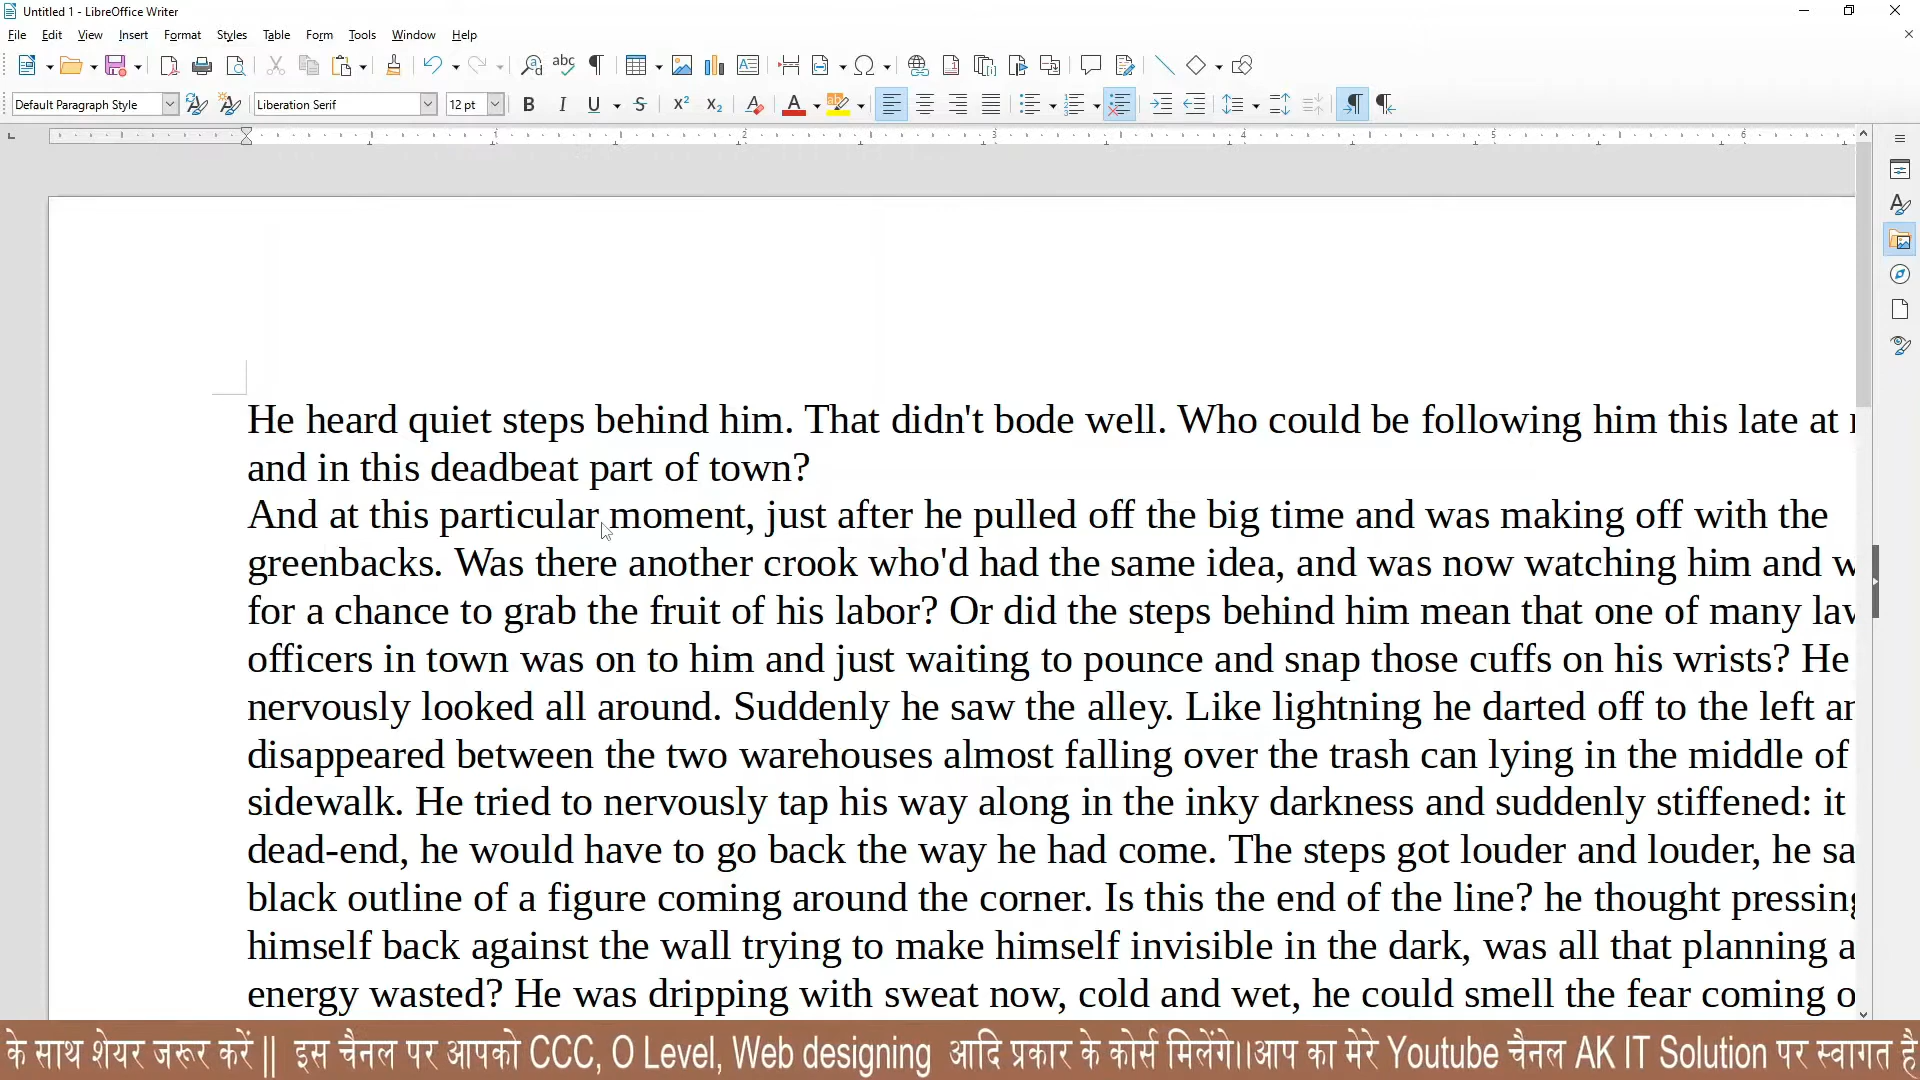 Untitled 1 - LibreOffice Writer
File Edit View Insert Format Styles Table Form Tools Window Help
Default Paragraph Style Liberation Serif 12 pt
1 2 3 4 5 6
He heard quiet steps behind him. That didn't bode well. Who could be following him this late at
and in this deadbeat part of town?
And at this particular moment, just after he pulled off the big time and was making off with the
greenbacks. Was there another crook who'd had the same idea, and was now watching him and
for a chance to grab the fruit of his labor? Or did the steps behind him mean that one of many
officers in town was on to him and just waiting to pounce and snap those cuffs on his wrists? He
nervously looked all around. Suddenly he saw the alley. Like lightning he darted off to the left
disappeared between the two warehouses almost falling over the trash can lying in the middle of
sidewalk. He tried to nervously tap his way along in the inky darkness and suddenly stiffened: it
dead-end, he would have to go back the way he had come. The steps got louder and louder, he
black outline of a figure coming around the corner. Is this the end of the line? he thought pressing
himself back against the wall trying to make himself invisible in the dark, was all that planning
energy wasted? He was dripping with sweat now, cold and wet, he could smell the fear coming
के साथ शेयर जरूर करें || इस चैनल पर आपको CCC, O Level, Web designing आदि प्रकार के कोर्स मिलेंगे।।आप का मेरे Youtube चैनल AK IT Solution पर स्वागत है